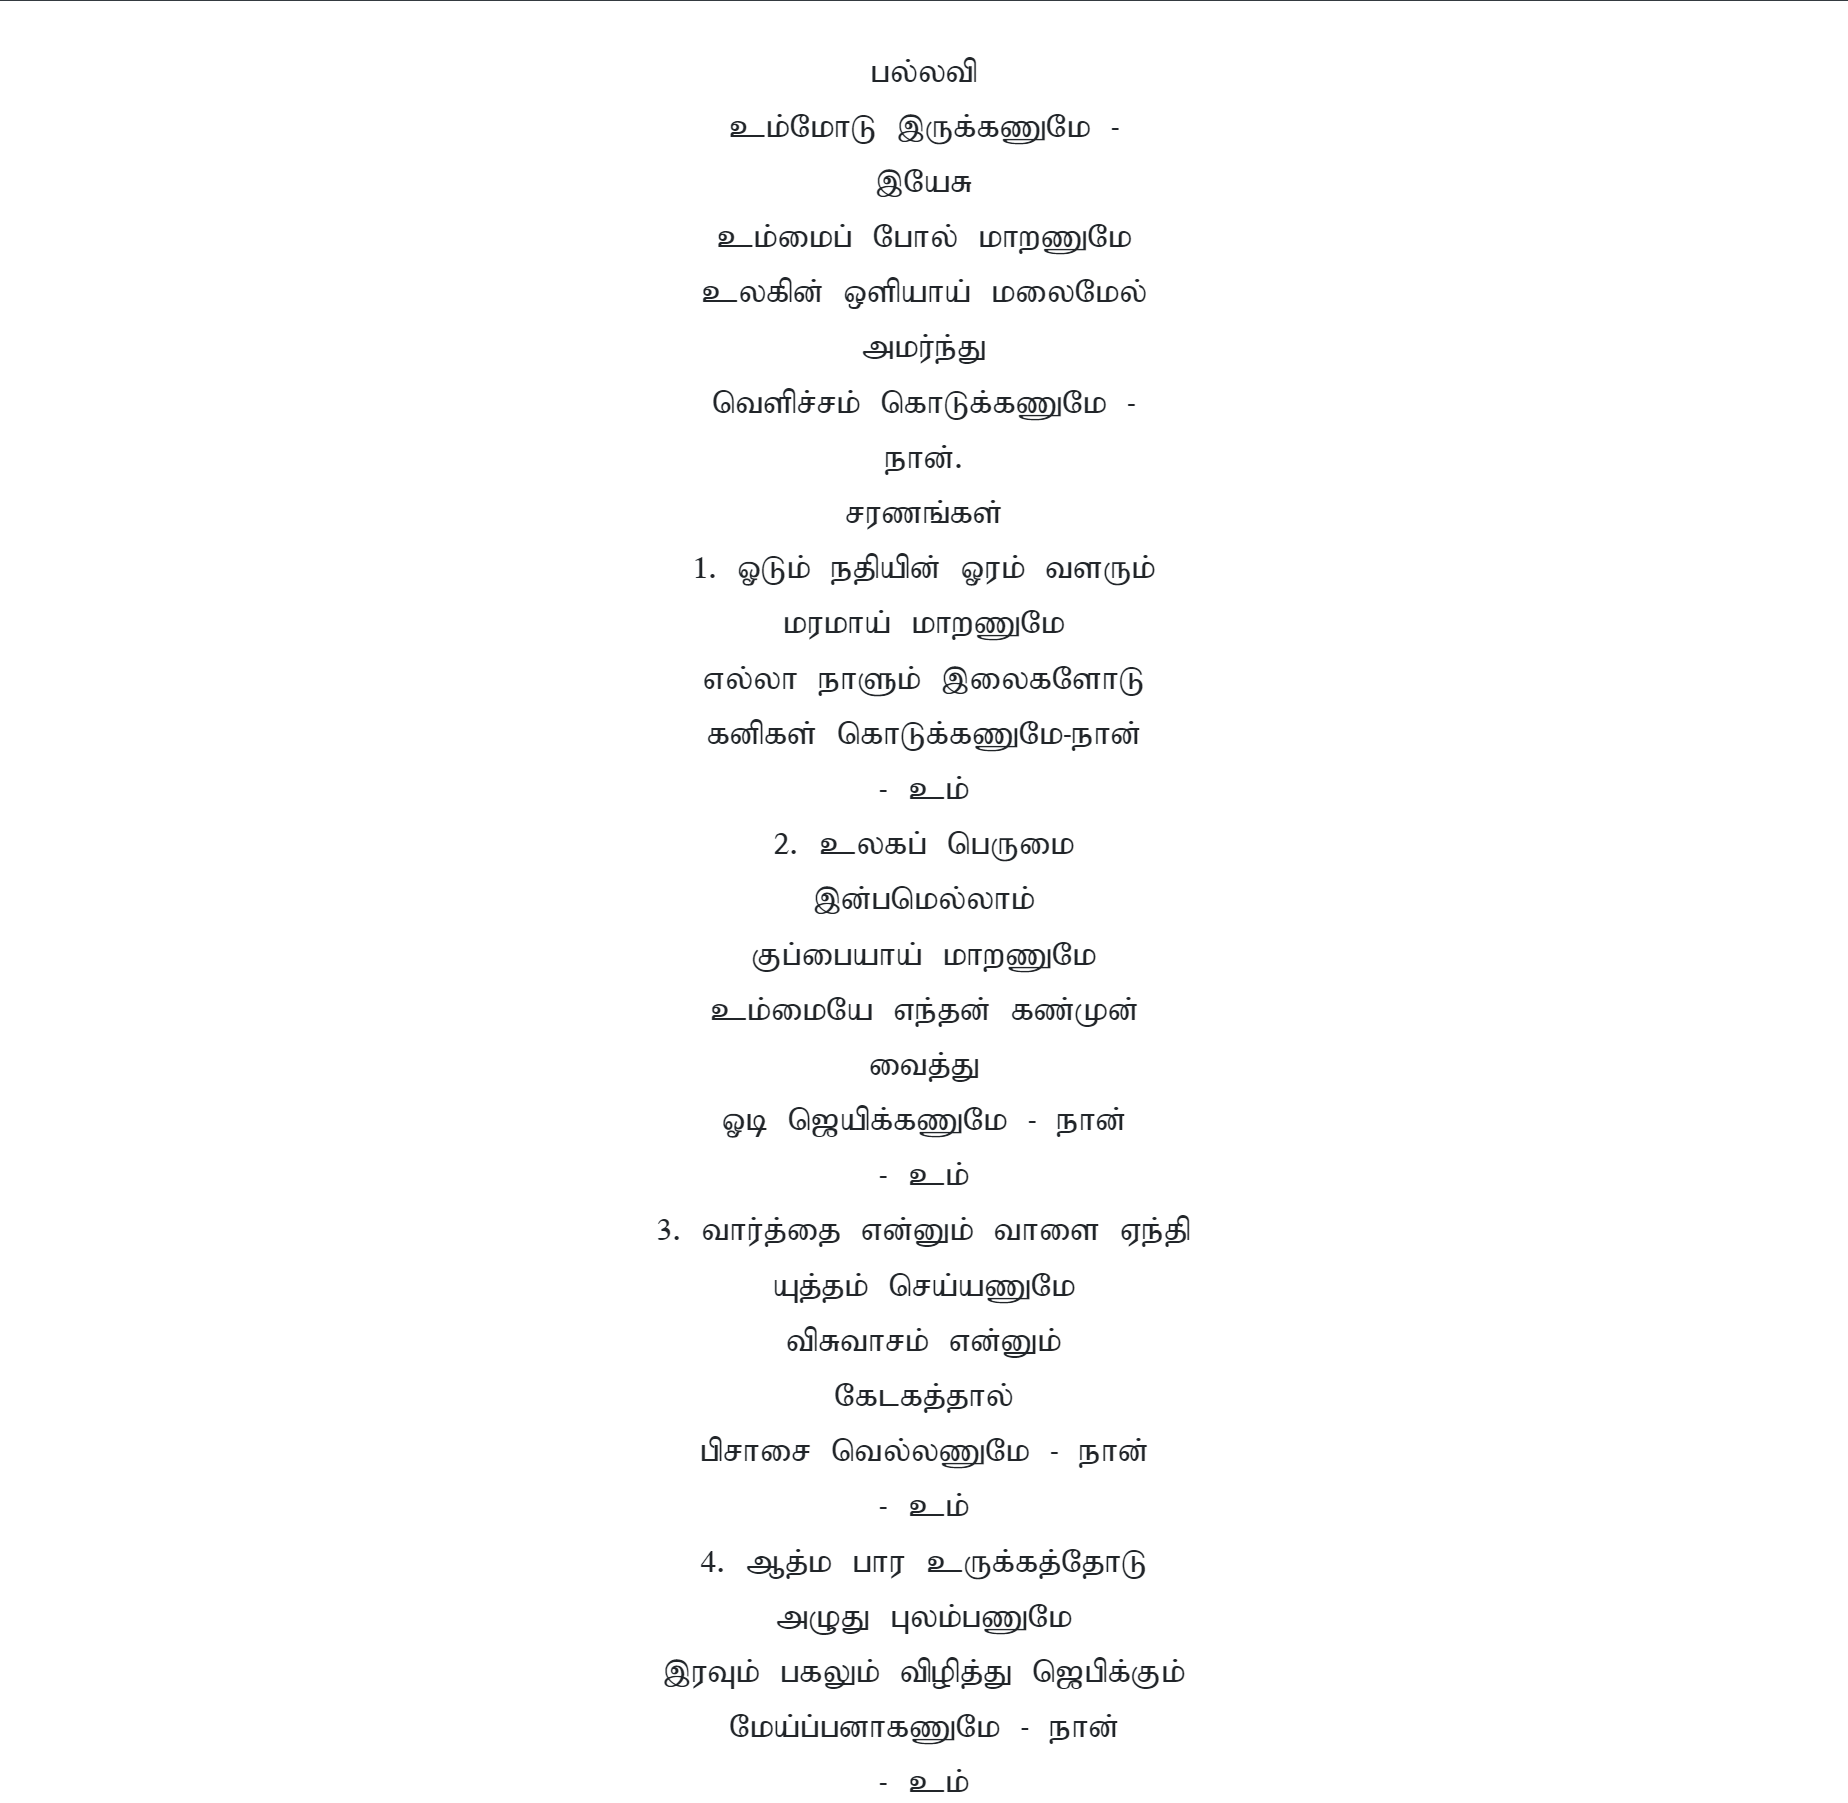 பல்லவி
உம்மோடு இருக்கணுமே -
இயேசு
உம்மைப் போல் மாறணுமே
உலகின் ஒளியாய் மலைமேல்
அமர்ந்து
வெளிச்சம் கொடுக்கணுமே -
நான்.
சரணங்கள்
1. ஓடும் நதியின் ஓரம் வளரும்
மரமாய் மாறணுமே
எல்லா நாளும் இலைகளோடு
கனிகள் கொடுக்கணுமே-நான்
- உம்
2. உலகப் பெருமை
இன்பமெல்லாம்
குப்பையாய் மாறணுமே
உம்மையே எந்தன் கண்முன்
வைத்து
ஓடி ஜெயிக்கணுமே - நான்
- உம்
3. வார்த்தை என்னும் வாளை ஏந்தி
யுத்தம் செய்யணுமே
விசுவாசம் என்னும்
கேடகத்தால்
பிசாசை வெல்லணுமே - நான்
- உம்
4. ஆத்ம பார உருக்கத்தோடு
அழுது புலம்பணுமே
இரவும் பகலும் விழித்து ஜெபிக்கும்
மேய்ப்பனாகணுமே - நான்
- உம்